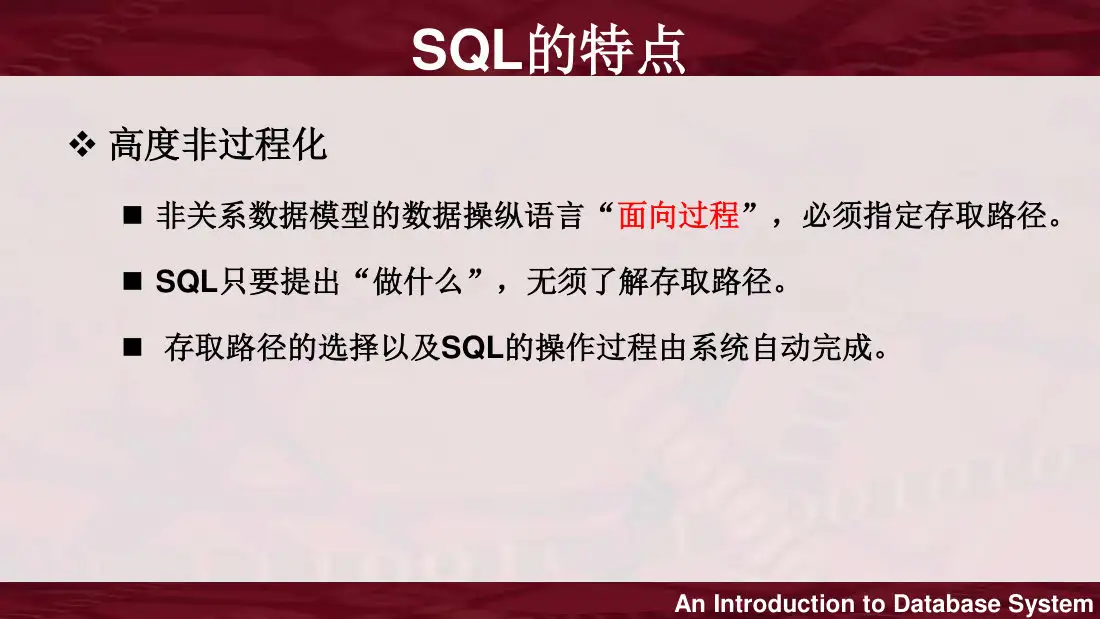 SQL的特点
❖ 高度非过程化
■ 非关系数据模型的数据操纵语言“面向过程”，必须指定存取路径。
■ SQL只要提出“做什么”，无须了解存取路径。
■ 存取路径的选择以及SQL的操作过程由系统自动完成。
An Introduction to Database System